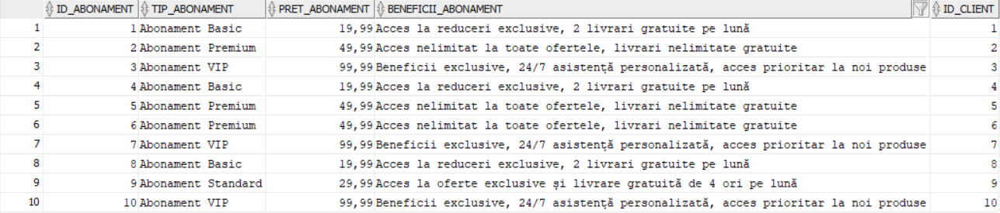 ID_ABONAMENT TIP_ABONAMENT PRET_ABONAMENT BENEFICII_ABONAMENT ID_CLIENT
1 1 Abonament Basic 19,99 Acces la reduceri exclusive, 2 livrari gratuite pe lună 1
2 2 Abonament Premium 49,99 Acces nelimitat la toate ofertele, livrari nelimitate gratuite 2
3 3 Abonament VIP 99,99 Beneficii exclusive, 24/7 asistență personalizată, acces prioritar la noi produse 3
4 4 Abonament Basic 19,99 Acces la reduceri exclusive, 2 livrari gratuite pe lună 4
5 5 Abonament Premium 49,99 Acces nelimitat la toate ofertele, livrari nelimitate gratuite 5
6 6 Abonament Premium 49,99 Acces nelimitat la toate ofertele, livrari nelimitate gratuite 6
7 7 Abonament VIP 99,99 Beneficii exclusive, 24/7 asistență personalizată, acces prioritar la noi produse 7
8 8 Abonament Basic 19,99 Acces la reduceri exclusive, 2 livrari gratuite pe lună 8
9 9 Abonament Standard 29,99 Acces la oferte exclusive și livrare gratuită de 4 ori pe lună 9
10 10 Abonament VIP 99,99 Beneficii exclusive, 24/7 asistență personalizată, acces prioritar la noi produse 10